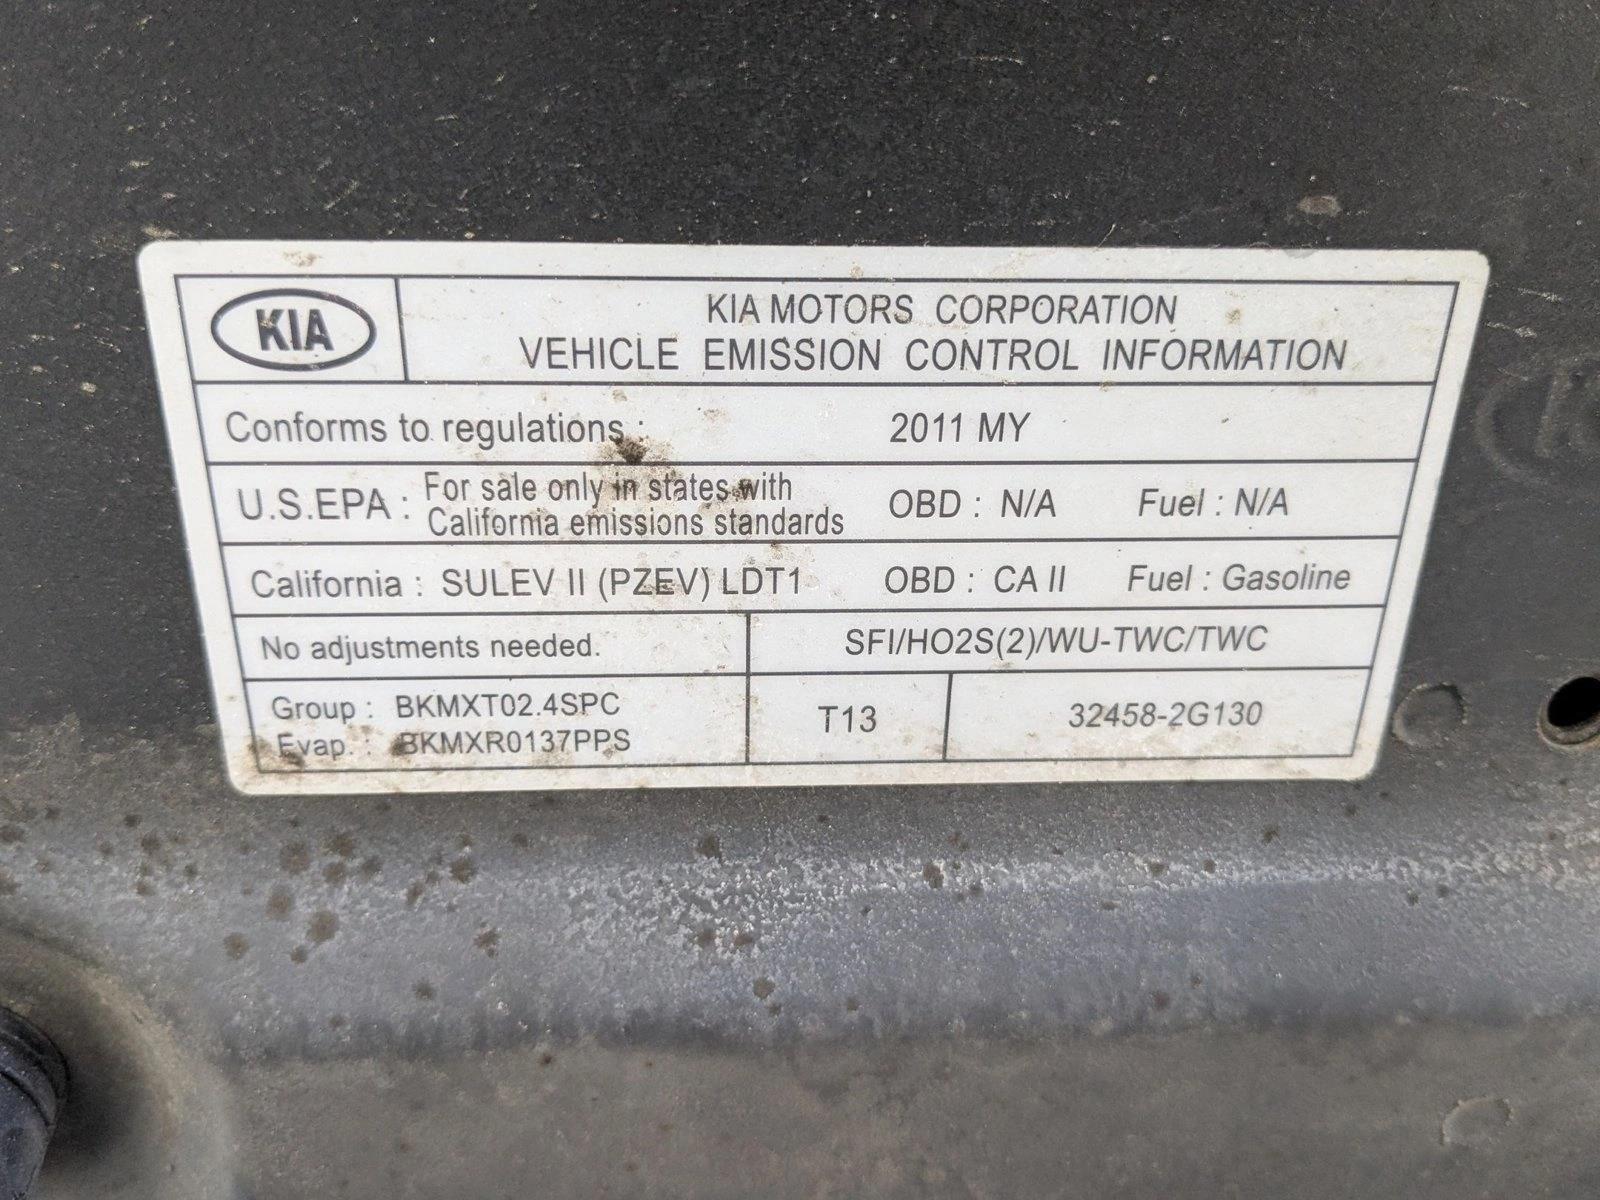 KIA
KIA MOTORS CORPORATION
VEHICLE EMISSION CONTROL INFORMATION
Conforms to regulations : 2011 MY
U.S.EPA : For sale only in states with
California emissions standards
OBD : N/A Fuel : N/A
California : SULEV II (PZEV) LDT1 OBD : CA II Fuel : Gasoline
No adjustments needed. SFI/HO2S(2)/WU-TWC/TWC
Group : BKMXT02.4SPC
Evap. : BKMXR0137PPS
T13 32458-2G130